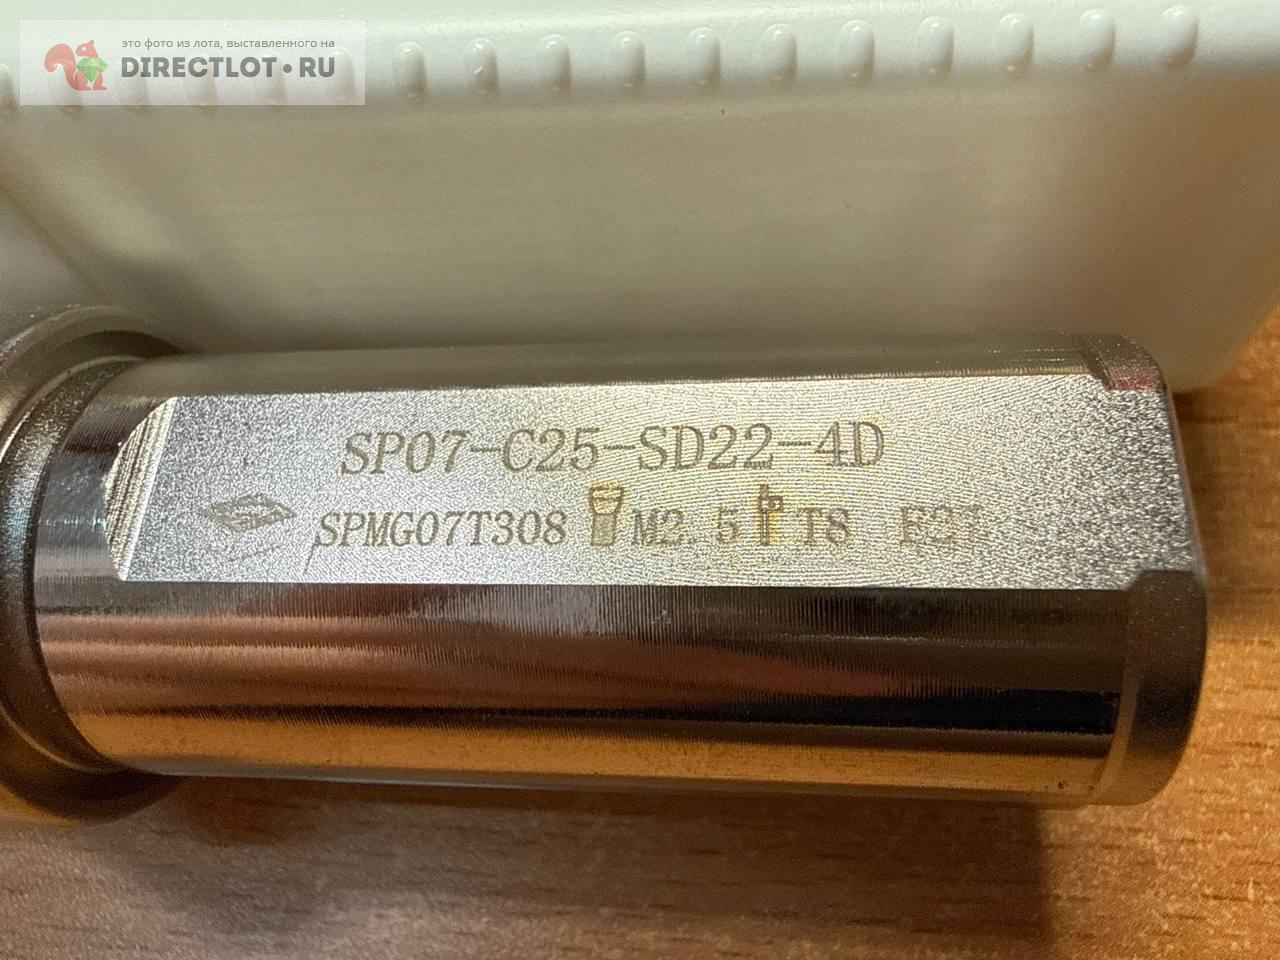 это фото из лота, выставленного на
DIRECTLOT•RU
SP07-C25-SD22-4D
SPMG07T308 M2.5 T8